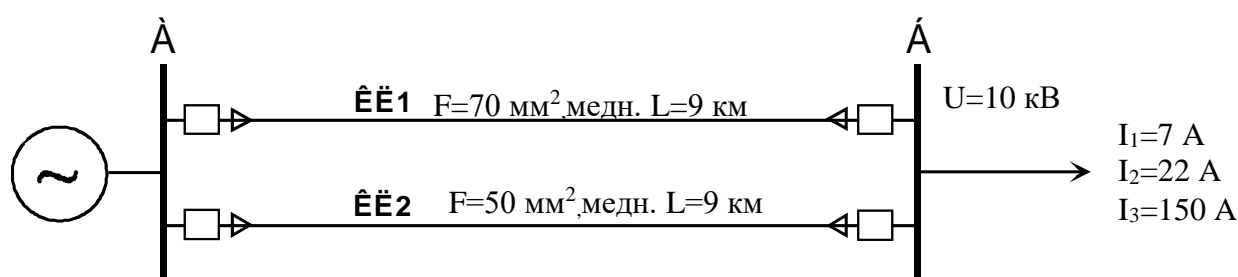 À
Á
ÊË1 F=70 мм²,медн. L=9 км
U=10 кВ
I₁=7 А
I₂=22 А
I₃=150 А
ÊË2 F=50 мм²,медн. L=9 км
~